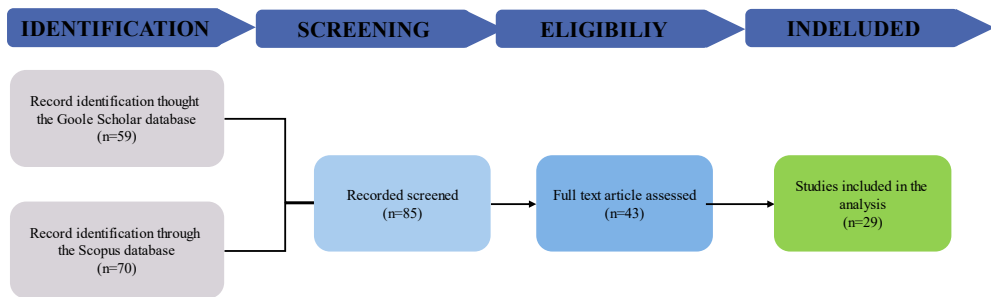 IDENTIFICATION
SCREENING
ELIGIBILIY
INDELUDED
Record identification thought
the Goole Scholar database
(n=59)
Record identification through
the Scopus database
(n=70)
Recorded screened
(n=85)
Full text article assessed
(n=43)
Studies included in the
analysis
(n=29)